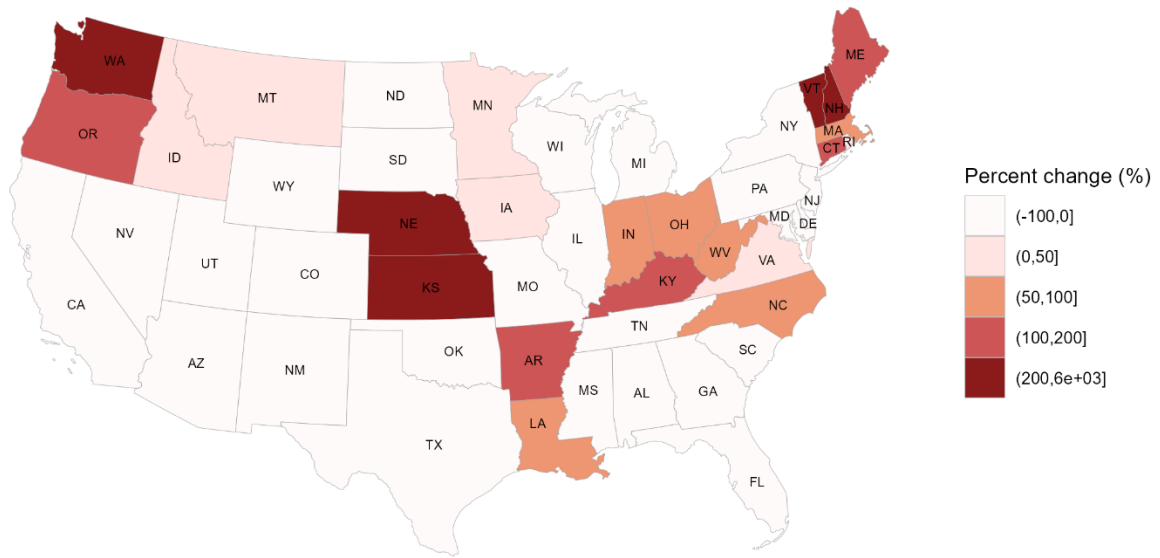 WA
ME
MT
ND
VT
MN
NH
OR
NY
MA
WI
CT
RI
ID
SD
MI
WY
PA
IA
NJ
NE
OH
MD
DE
IN
IL
NV
WV
UT
VA
CO
KY
KS
MO
CA
NC
TN
OK
SC
AR
AZ
NM
MS
AL
GA
LA
TX
FL
Percent change (%)
(-100,0]
(0,50]
(50,100]
(100,200]
(200,6e+03]